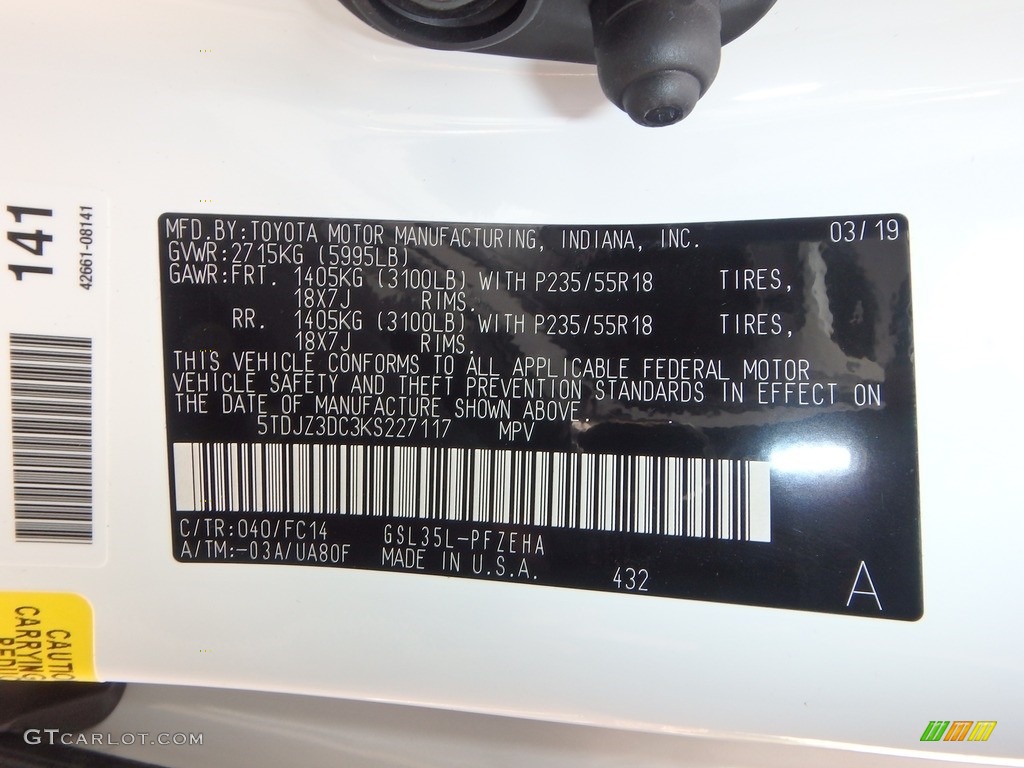 MFD.BY:TOYOTA MOTOR MANUFACTURING, INDIANA, INC. 03/19
GVWR:2715KG (5995LB)
GAWR:FRT. 1405KG (3100LB) WITH P235/55R18 TIRES,
18X7J RIMS.
RR. 1405KG (3100LB) WITH P235/55R18 TIRES,
18X7J RIMS.
THIS VEHICLE CONFORMS TO ALL APPLICABLE FEDERAL MOTOR
VEHICLE SAFETY AND THEFT PREVENTION STANDARDS IN EFFECT ON
THE DATE OF MANUFACTURE SHOWN ABOVE.
5TDJZ3DC3KS227117 MPV
C/TR:040/FC14 GSL35L-PFZEHA
A/TM:-03A/UA80F MADE IN U.S.A. 432
A
141
42661-08141
CARRYING
GTCARLOT.COM